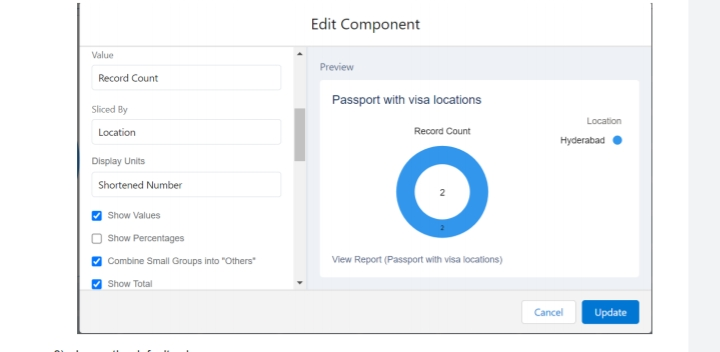 Edit Component
Value
Record Count
Sliced By
Location
Display Units
Shortened Number
Show Values
Show Percentages
Combine Small Groups into "Others"
Show Total
Preview
Passport with visa locations
Record Count
Location
Hyderabad
2
2
View Report (Passport with visa locations)
Cancel
Update